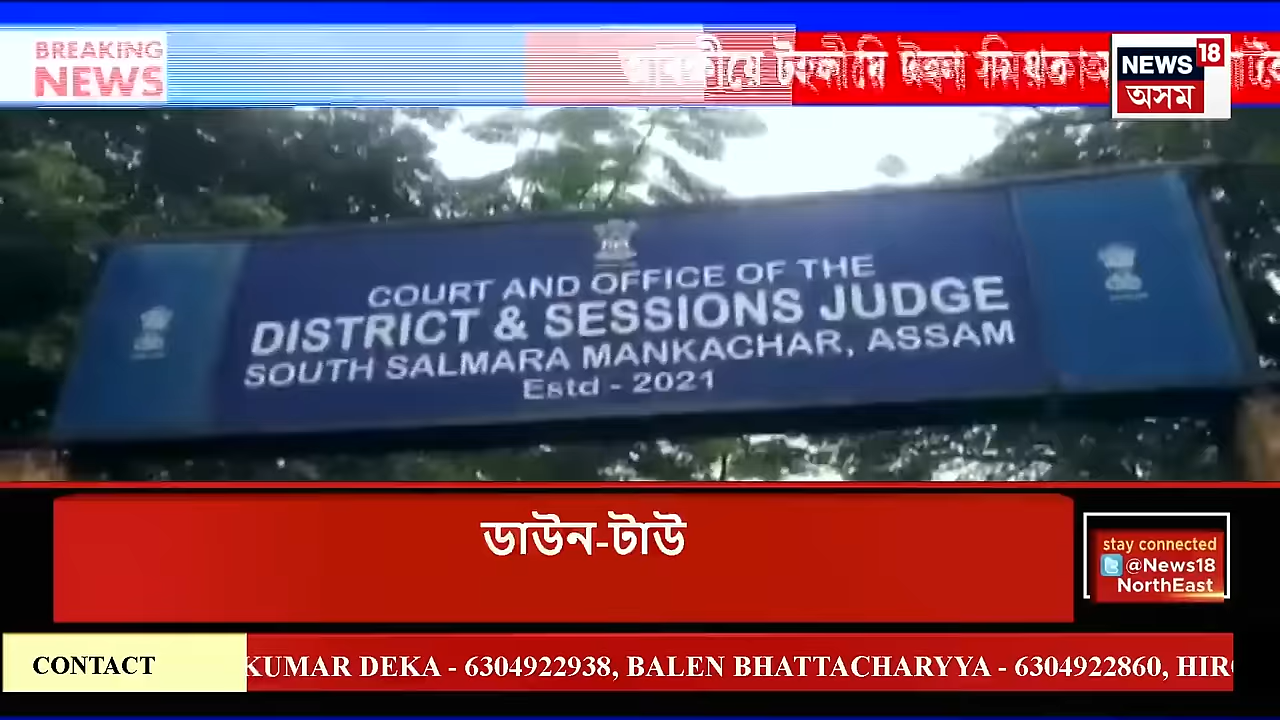 BREAKING
NEWS
NEWS 18
অসম
COURT AND OFFICE OF THE
DISTRICT & SESSIONS JUDGE
SOUTH SALMARA MANKACHAR, ASSAM
Estd - 2021
ডাউন-টাউ
stay connected
@News18
NorthEast
CONTACT
KUMAR DEKA - 6304922938, BALEN BHATTACHARYYA - 6304922860, HIR